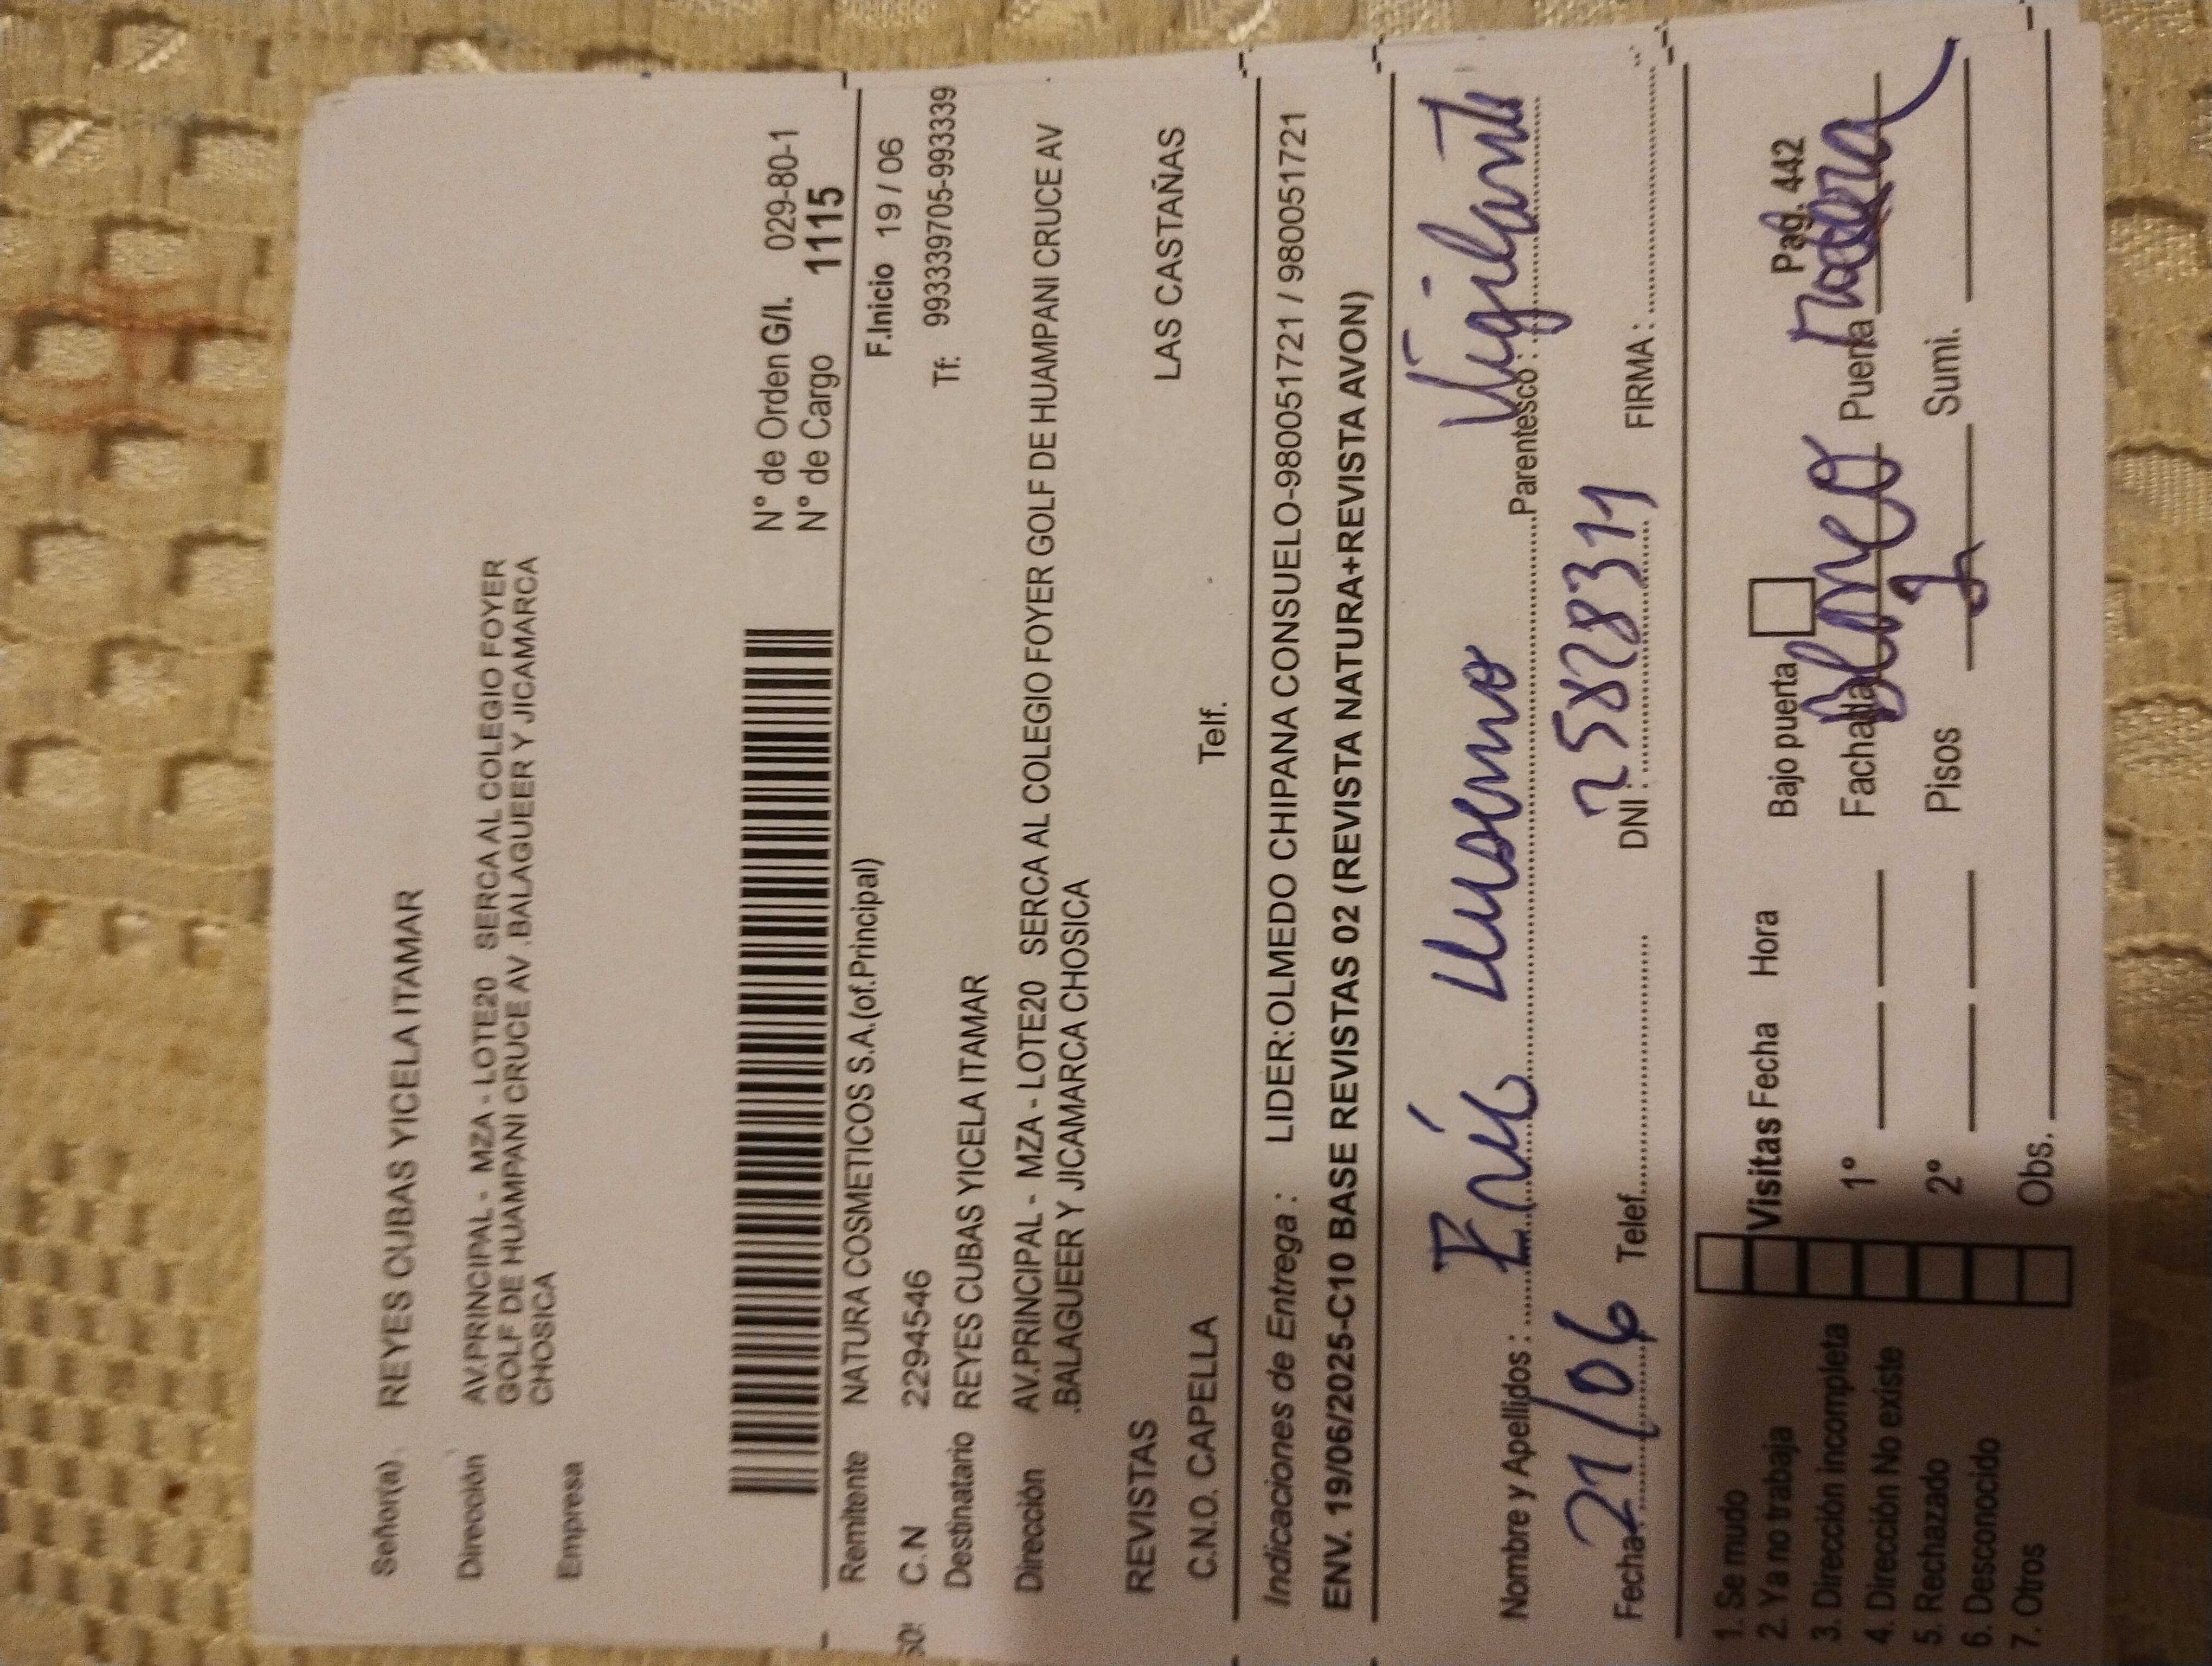 Señor(a) REYES CUBAS YICELA ITAMAR
Dirección AV.PRINCIPAL - MZA - LOTE20 SERCA AL COLEGIO FOYER
GOLF DE HUAMPANI CRUCE AV .BALAGUEER Y JICAMARCA
CHOSICA
Empresa
N° de Orden G/I. 029-80-1
N° de Cargo 1115
Remitente NATURA COSMETICOS S.A.(of.Principal) F.Inicio 19 / 06
C.N 22945546 Tf: 993339705-993339
Destinatario REYES CUBAS YICELA ITAMAR
Dirección AV.PRINCIPAL - MZA - LOTE20 SERCA AL COLEGIO FOYER GOLF DE HUAMPANI CRUCE AV
.BALAGUEER Y JICAMARCA CHOSICA
REVISTAS LAS CASTAÑAS
C.N.O. CAPELLA Telf.
Indicaciones de Entrega : LIDER:OLMEDO CHIPANA CONSUELO-980051721 / 980051721
ENV. 19/06/2025-C10 BASE REVISTAS 02 (REVISTA NATURA+REVISTA AVON)
Nombre y Apellidos : Eric Parentesco : Vigilante
Fecha 21/06 Telef. DNI : 25828311 FIRMA :
1. Se mudo
2. Ya no trabaja
3. Dirección incompleta
4. Dirección No existe
5. Rechazado
6. Desconocido
7. Otros
Visitas Fecha Hora Bajo puerta Pag. 442
1° Fachada Blanco Puerta
2° Pisos 2 Sumi.
Obs.